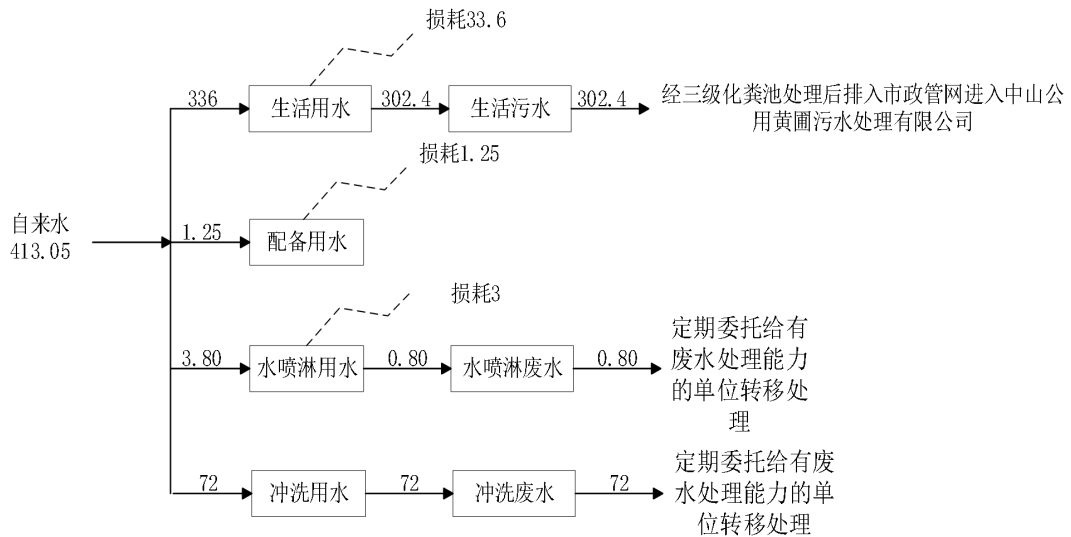 损耗33.6
336
生活用水
302.4
生活污水
302.4
经三级化粪池处理后排入市政管网进入中山公
用黄圃污水处理有限公司
损耗1.25
自来水
413.05
1.25
配备用水
损耗3
3.80
水喷淋用水
0.80
水喷淋废水
0.80
定期委托给有
废水处理能力
的单位转移处
理
72
冲洗用水
72
冲洗废水
72
定期委托给有废
水处理能力的单
位转移处理